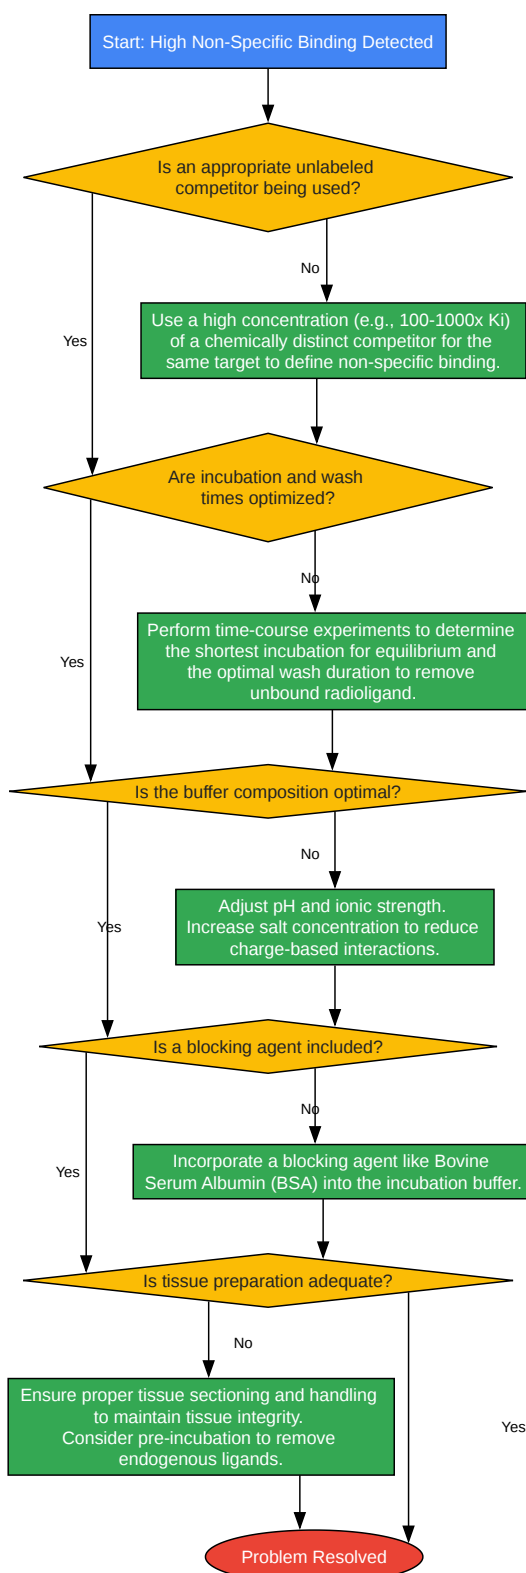 Start: High Non-Specific Binding Detected
Is an appropriate unlabeled
competitor being used?
No
Yes
Use a high concentration (e.g., 100-1000x Ki)
of a chemically distinct competitor for the
same target to define non-specific binding.
Are incubation and wash
times optimized?
No
Yes
Perform time-course experiments to determine
the shortest incubation for equilibrium and
the optimal wash duration to remove
unbound radioligand.
Is the buffer composition optimal?
No
Yes
Adjust pH and ionic strength.
Increase salt concentration to reduce
charge-based interactions.
Is a blocking agent included?
No
Yes
Incorporate a blocking agent like Bovine
Serum Albumin (BSA) into the incubation buffer.
Is tissue preparation adequate?
No
Yes
Ensure proper tissue sectioning and handling
to maintain tissue integrity.
Consider pre-incubation to remove
endogenous ligands.
Problem Resolved